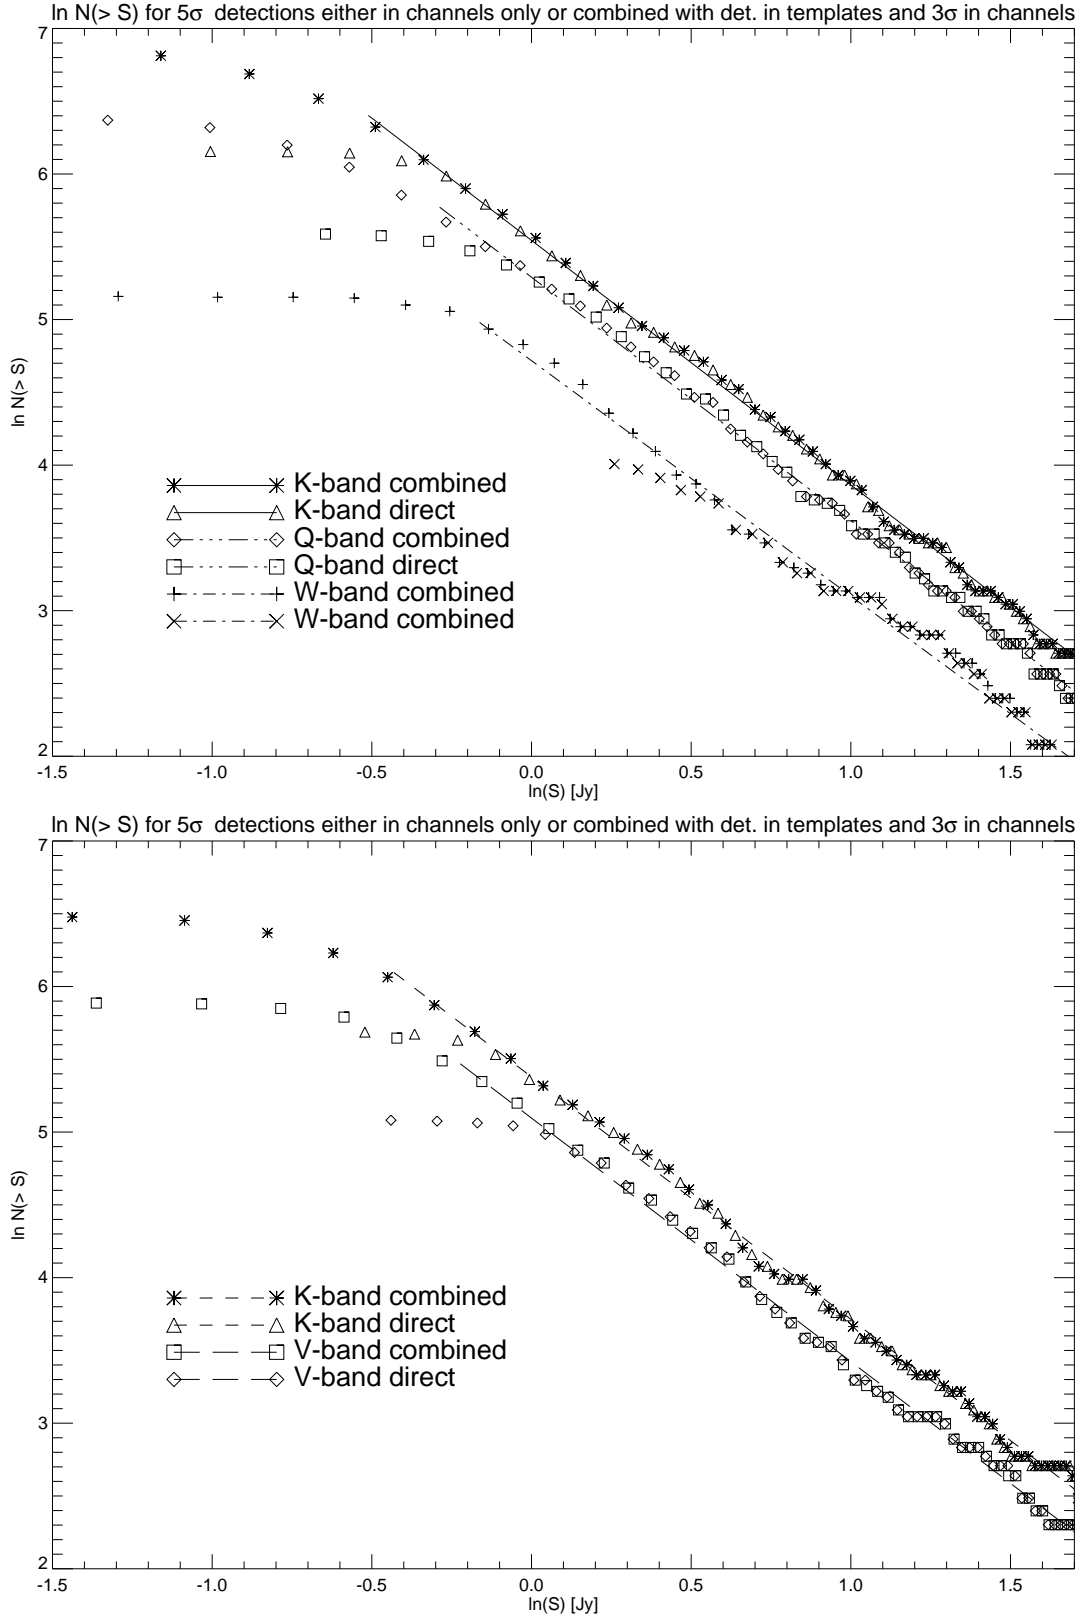 ln N(> S) for 5σ detections either in channels only or combined with det. in templates and 3σ in channels
7
6
5
4
3
2
ln N(> S)
K-band combined
K-band direct
Q-band combined
Q-band direct
W-band combined
W-band combined
-1.5 -1.0 -0.5 0.0 0.5 1.0 1.5
ln(S) [Jy]
ln N(> S) for 5σ detections either in channels only or combined with det. in templates and 3σ in channels
7
6
5
4
3
2
ln N(> S)
K-band combined
K-band direct
V-band combined
V-band direct
-1.5 -1.0 -0.5 0.0 0.5 1.0 1.5
ln(S) [Jy]